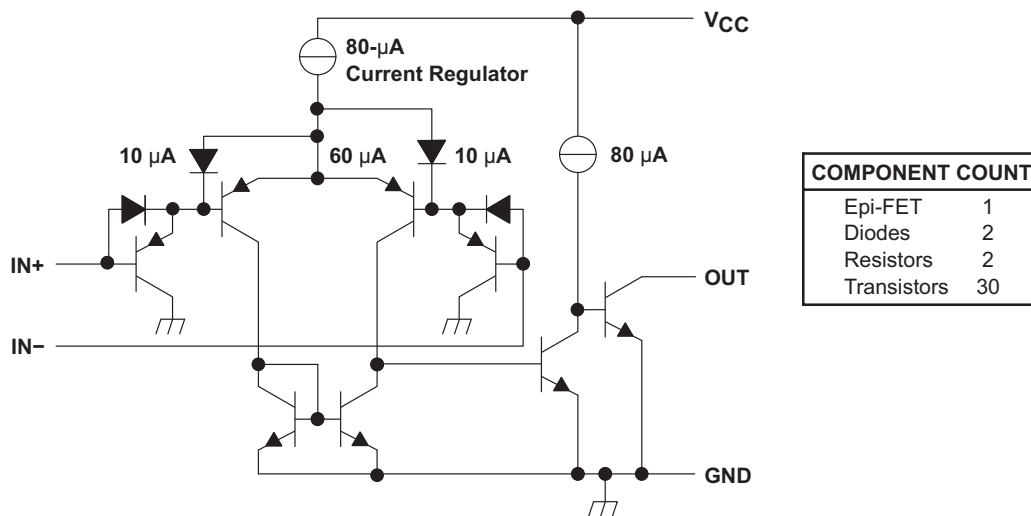 VCC
80-μA
Current Regulator
10 μA
60 μA
10 μA
80 μA
IN+
OUT
IN−
GND
COMPONENT COUNT
Epi-FET 1
Diodes 2
Resistors 2
Transistors 30